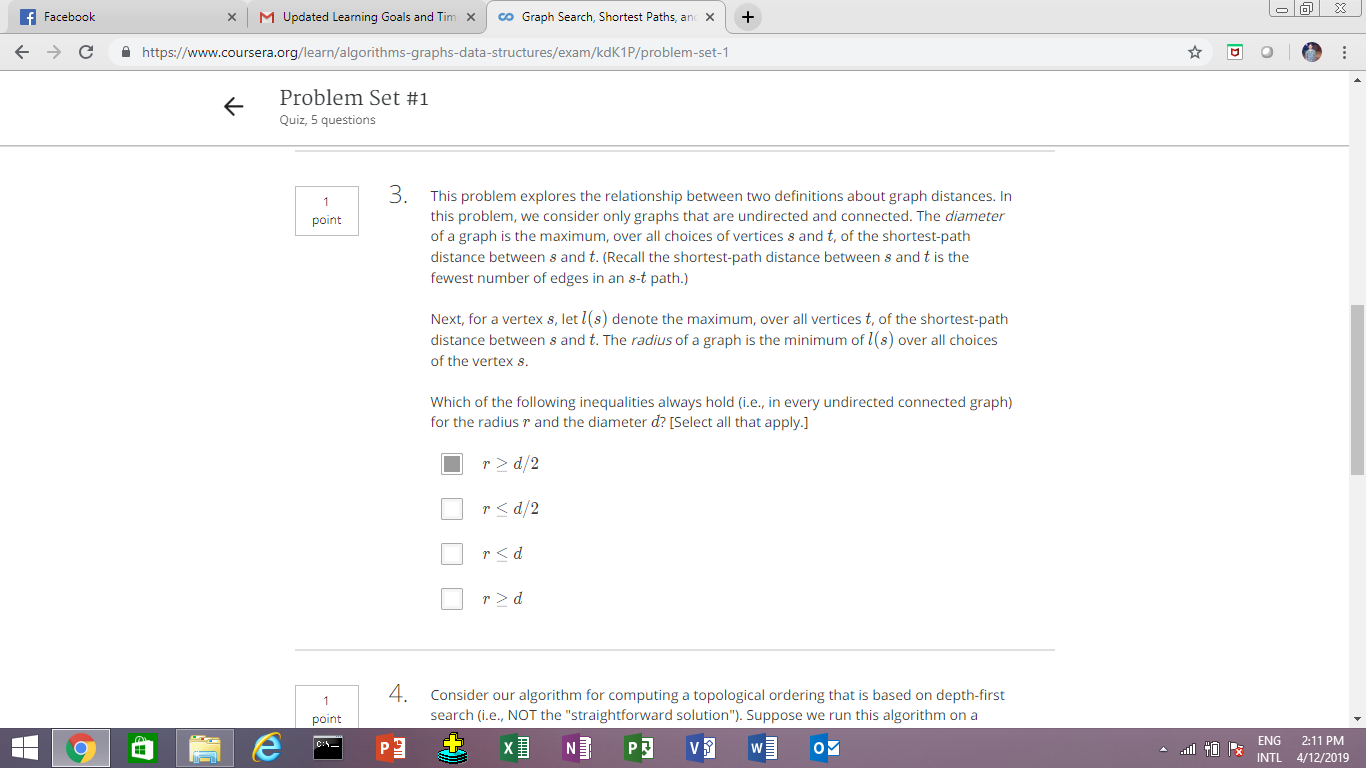 Facebook
Updated Learning Goals and Tim
Graph Search, Shortest Paths, an
https://www.coursera.org/learn/algorithms-graphs-data-structures/exam/kdK1P/problem-set-1
Problem Set #1
Quiz, 5 questions
1
point
3.
This problem explores the relationship between two definitions about graph distances. In
this problem, we consider only graphs that are undirected and connected. The diameter
of a graph is the maximum, over all choices of vertices s and t, of the shortest-path
distance between s and t. (Recall the shortest-path distance between s and t is the
fewest number of edges in an s-t path.)
Next, for a vertex s, let l(s) denote the maximum, over all vertices t, of the shortest-path
distance between s and t. The radius of a graph is the minimum of l(s) over all choices
of the vertex s.
Which of the following inequalities always hold (i.e., in every undirected connected graph)
for the radius r and the diameter d? [Select all that apply.]
r ≥ d/2
r ≤ d/2
r ≤ d
r ≥ d
1
point
4.
Consider our algorithm for computing a topological ordering that is based on depth-first
search (i.e., NOT the "straightforward solution"). Suppose we run this algorithm on a
ENG
INTL
2:11 PM
4/12/2019